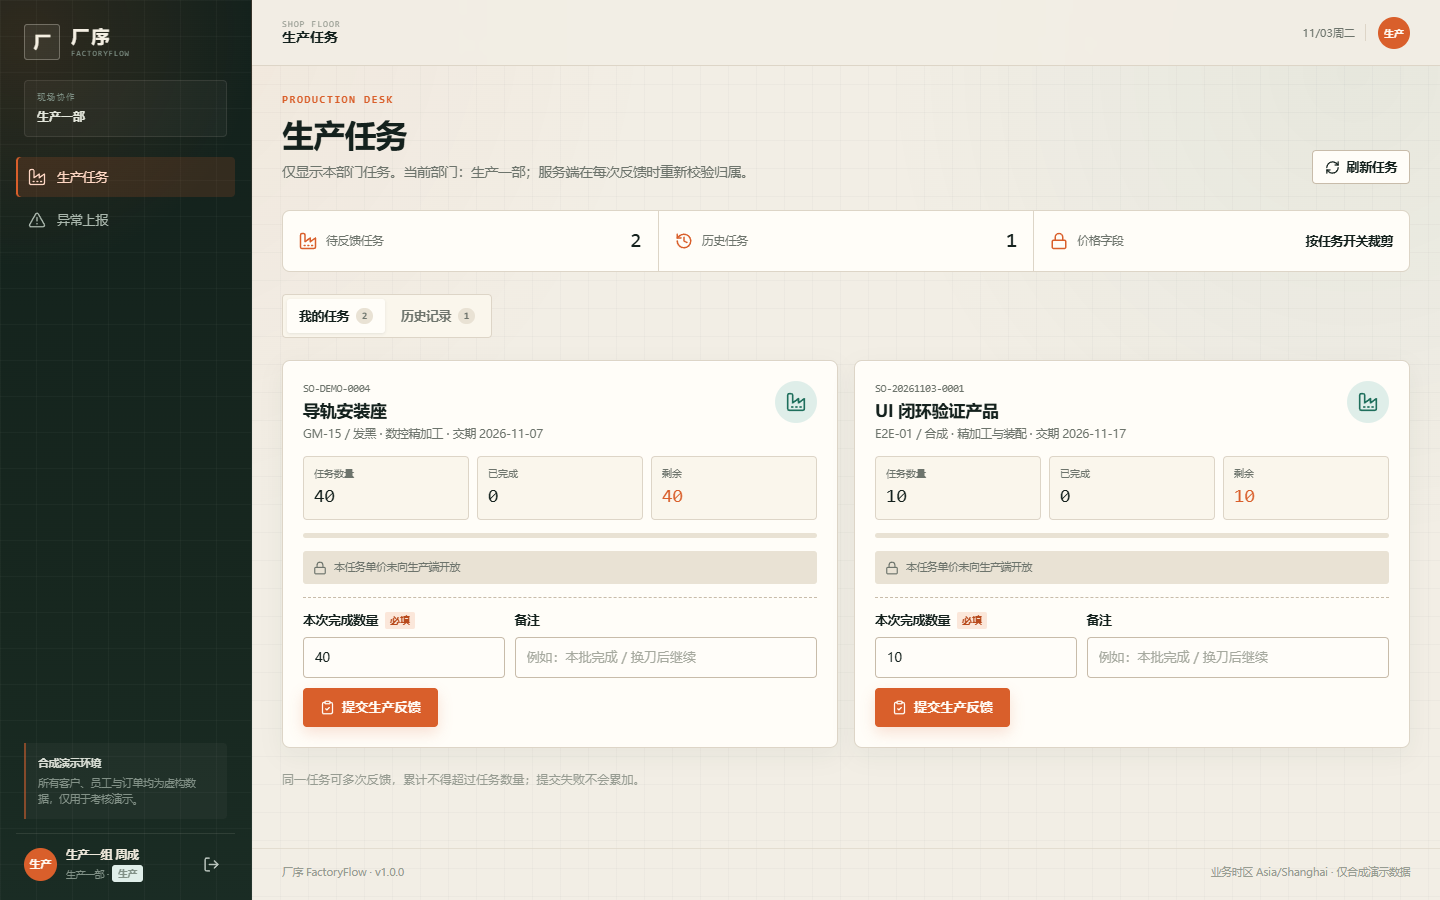 厂
厂序
FACTORYFLOW
现场协作
生产一部
生产任务
异常上报
合成演示环境
所有客户、员工与订单均为虚构数
据，仅用于考核演示。
生产
生产一组 周成
生产一部 · 生产
SHOP FLOOR
生产任务
11/03周二
生产
PRODUCTION DESK
生产任务
仅显示本部门任务。当前部门：生产一部；服务端在每次反馈时重新校验归属。
刷新任务
待反馈任务 2
历史任务 1
价格字段 按任务开关裁剪
我的任务 2 历史记录 1
SO-DEMO-0004
导轨安装座
GM-15 / 发黑 · 数控精加工 · 交期 2026-11-07
任务数量 已完成 剩余
40 0 40
本任务单价未向生产端开放
本次完成数量 必填 备注
40 例如：本批完成 / 换刀后继续
提交生产反馈
SO-20261103-0001
UI 闭环验证产品
E2E-01 / 合成 · 精加工与装配 · 交期 2026-11-17
任务数量 已完成 剩余
10 0 10
本任务单价未向生产端开放
本次完成数量 必填 备注
10 例如：本批完成 / 换刀后继续
提交生产反馈
同一任务可多次反馈，累计不得超过任务数量；提交失败不会累加。
厂序 FactoryFlow · v1.0.0
业务时区 Asia/Shanghai · 仅合成演示数据